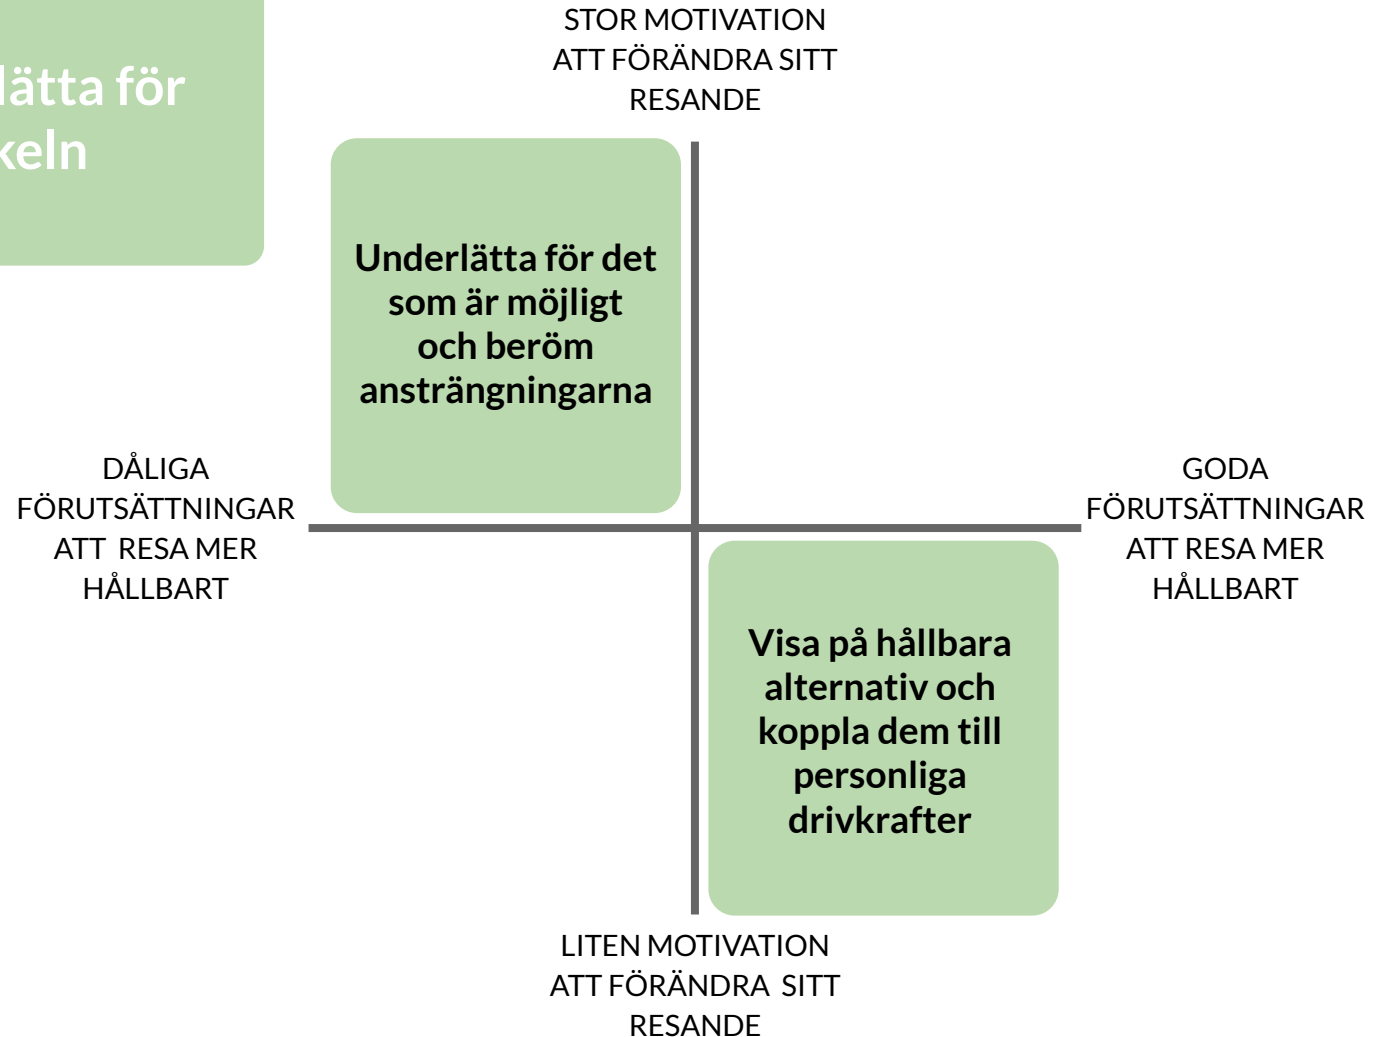 STOR MOTIVATION
ATT FÖRÄNDRA SITT
RESANDE
lätta för
keln
Underlätta för det
som är möjligt
och beröm
ansträngningarna
DÅLIGA
FÖRUTSÄTTNINGAR
ATT RESA MER
HÅLLBART
GODA
FÖRUTSÄTTNINGAR
ATT RESA MER
HÅLLBART
Visa på hållbara
alternativ och
koppla dem till
personliga
drivkrafter
LITEN MOTIVATION
ATT FÖRÄNDRA SITT
RESANDE